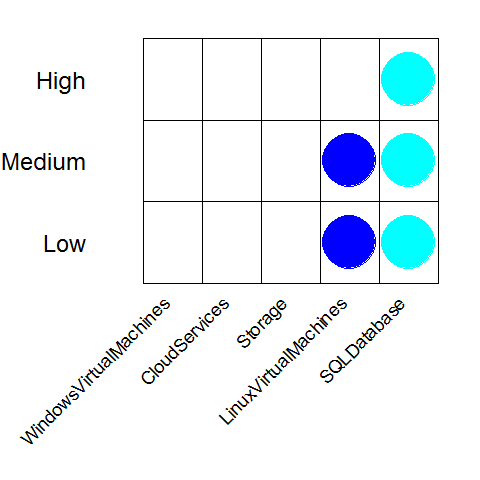 High
Medium
Low
WindowsVirtualMachines
CloudServices
Storage
LinuxVirtualMachines
SQLDatabase